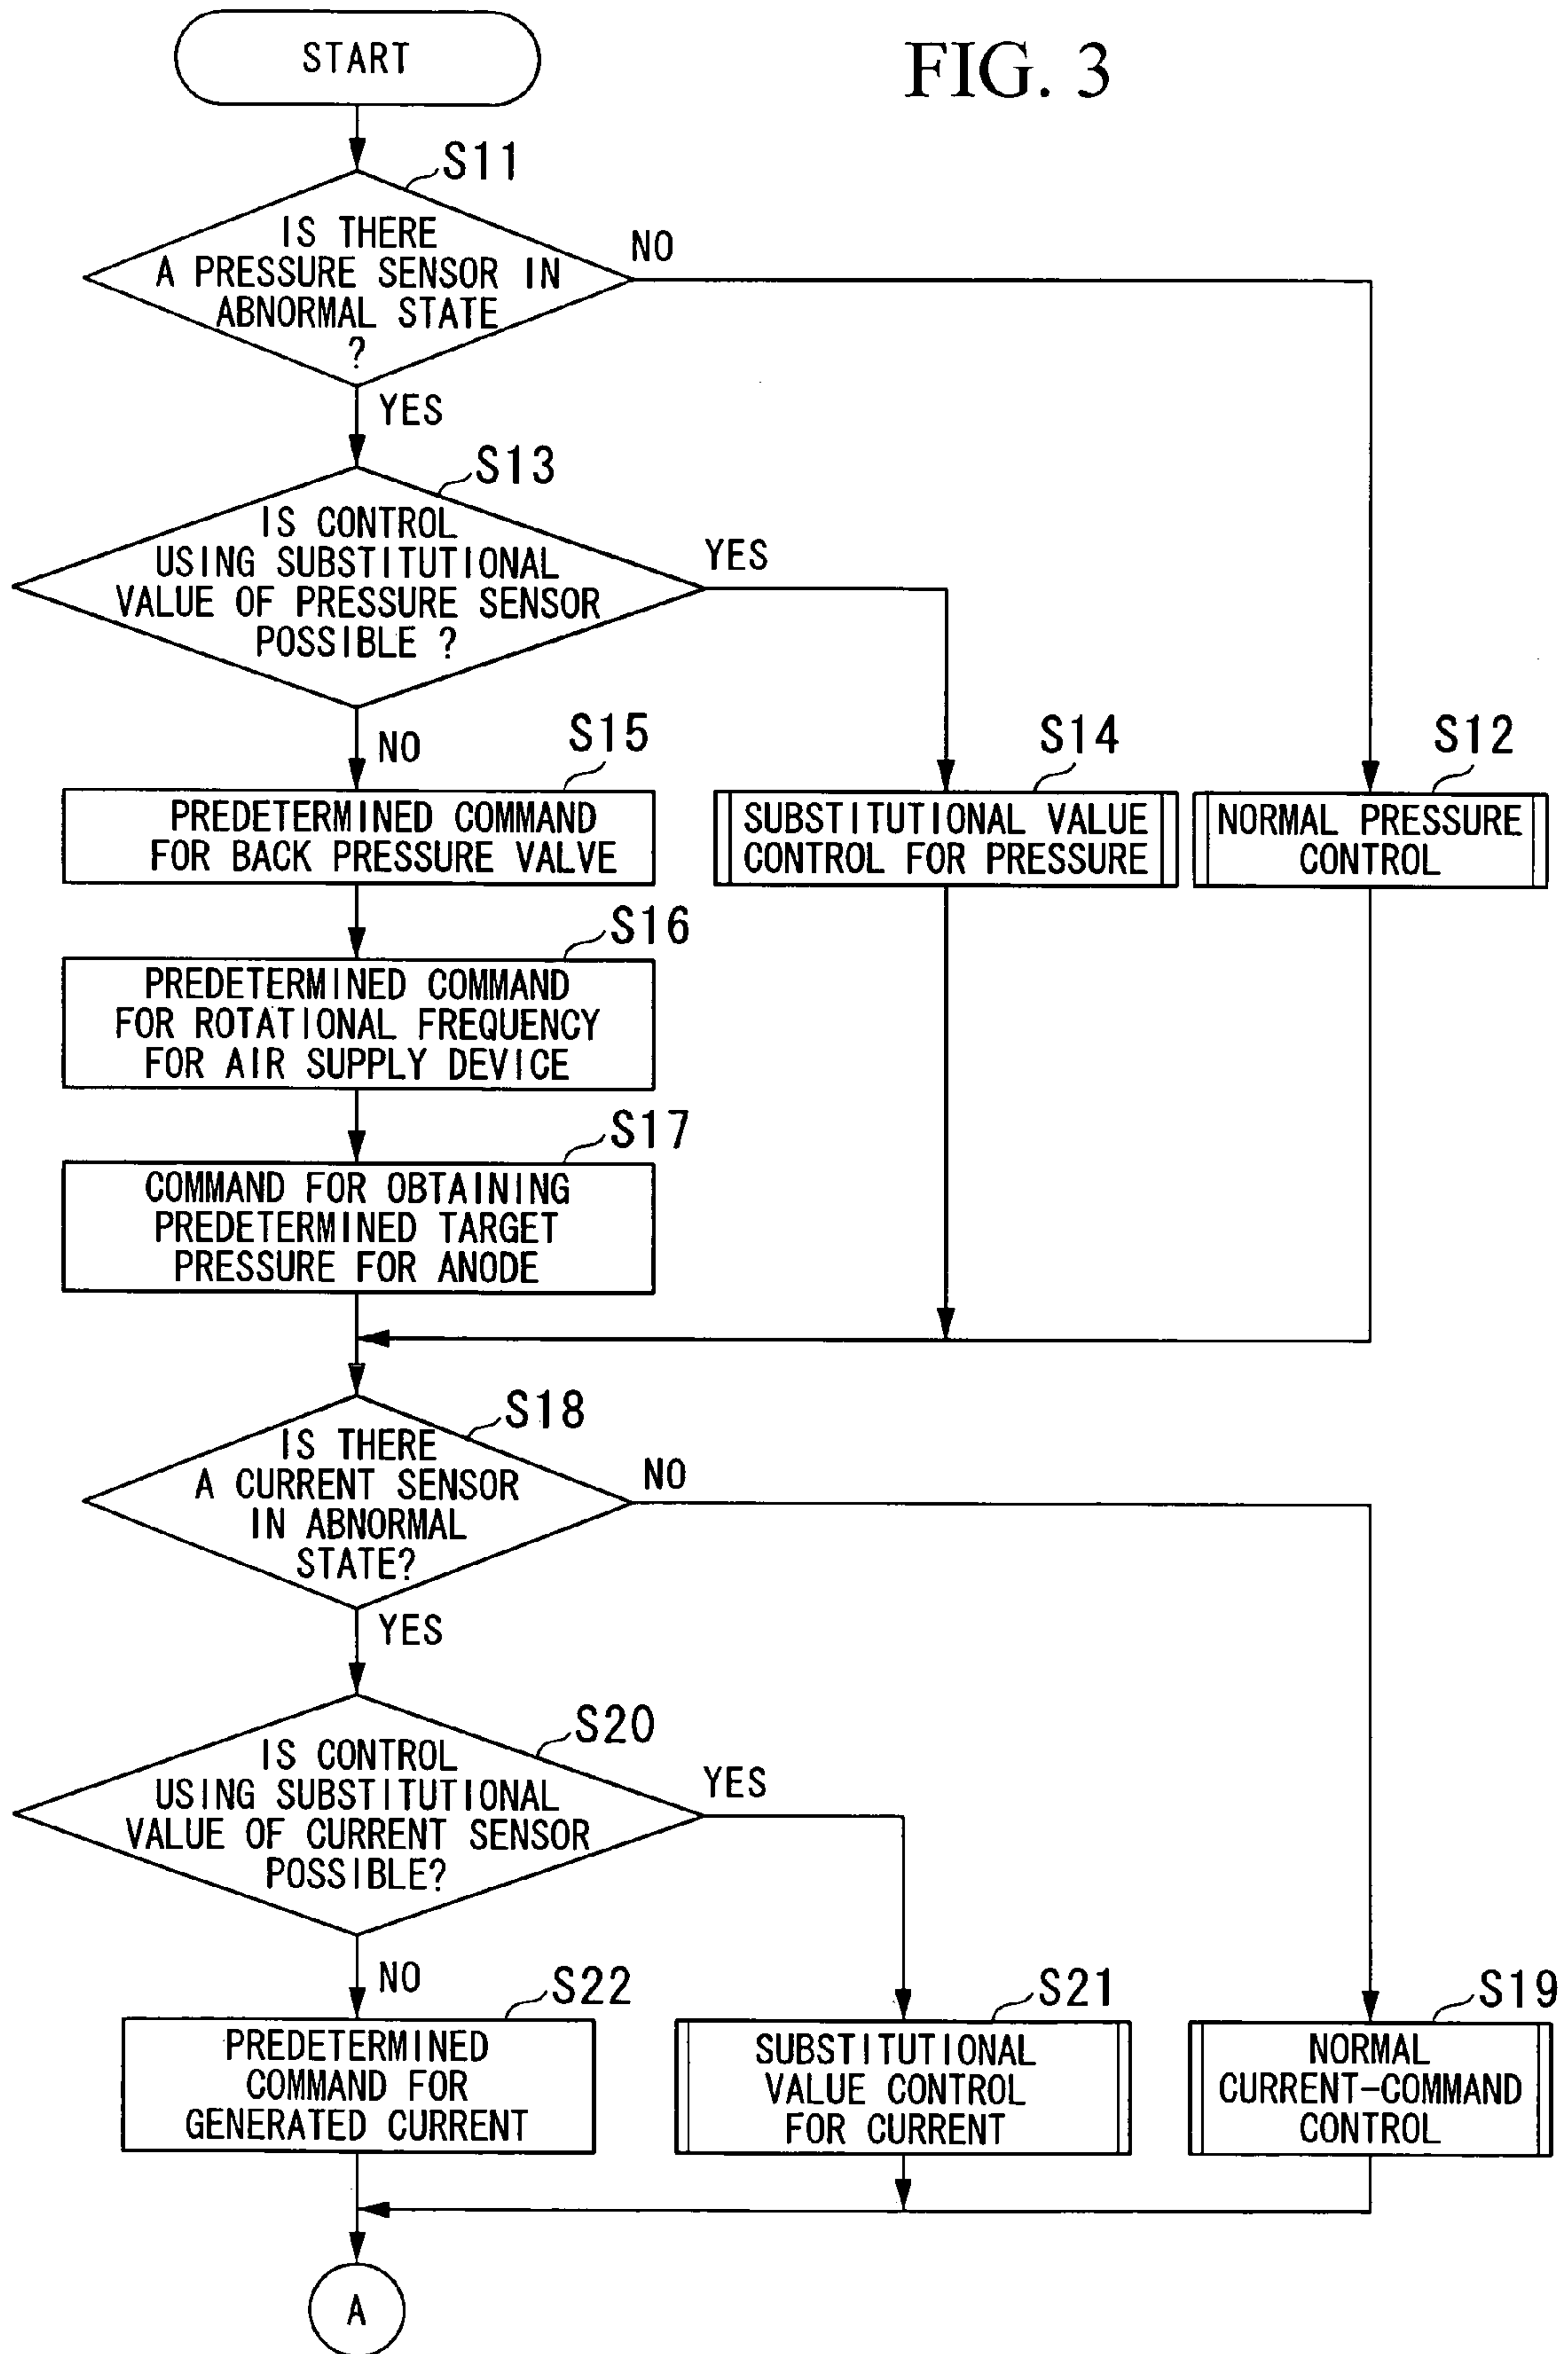 START
FIG. 3
S11
IS THERE
A PRESSURE SENSOR IN
ABNORMAL STATE
?
NO
YES
S13
IS CONTROL
USING SUBSTITUTIONAL
VALUE OF PRESSURE SENSOR
POSSIBLE ?
YES
NO
S15
PREDETERMINED COMMAND
FOR BACK PRESSURE VALVE
S14
SUBSTITUTIONAL VALUE
CONTROL FOR PRESSURE
S12
NORMAL PRESSURE
CONTROL
S16
PREDETERMINED COMMAND
FOR ROTATIONAL FREQUENCY
FOR AIR SUPPLY DEVICE
S17
COMMAND FOR OBTAINING
PREDETERMINED TARGET
PRESSURE FOR ANODE
S18
IS THERE
A CURRENT SENSOR
IN ABNORMAL
STATE?
NO
YES
S20
IS CONTROL
USING SUBSTITUTIONAL
VALUE OF CURRENT SENSOR
POSSIBLE?
YES
NO
S22
PREDETERMINED
COMMAND FOR
GENERATED CURRENT
S21
SUBSTITUTIONAL
VALUE CONTROL
FOR CURRENT
S19
NORMAL
CURRENT-COMMAND
CONTROL
A